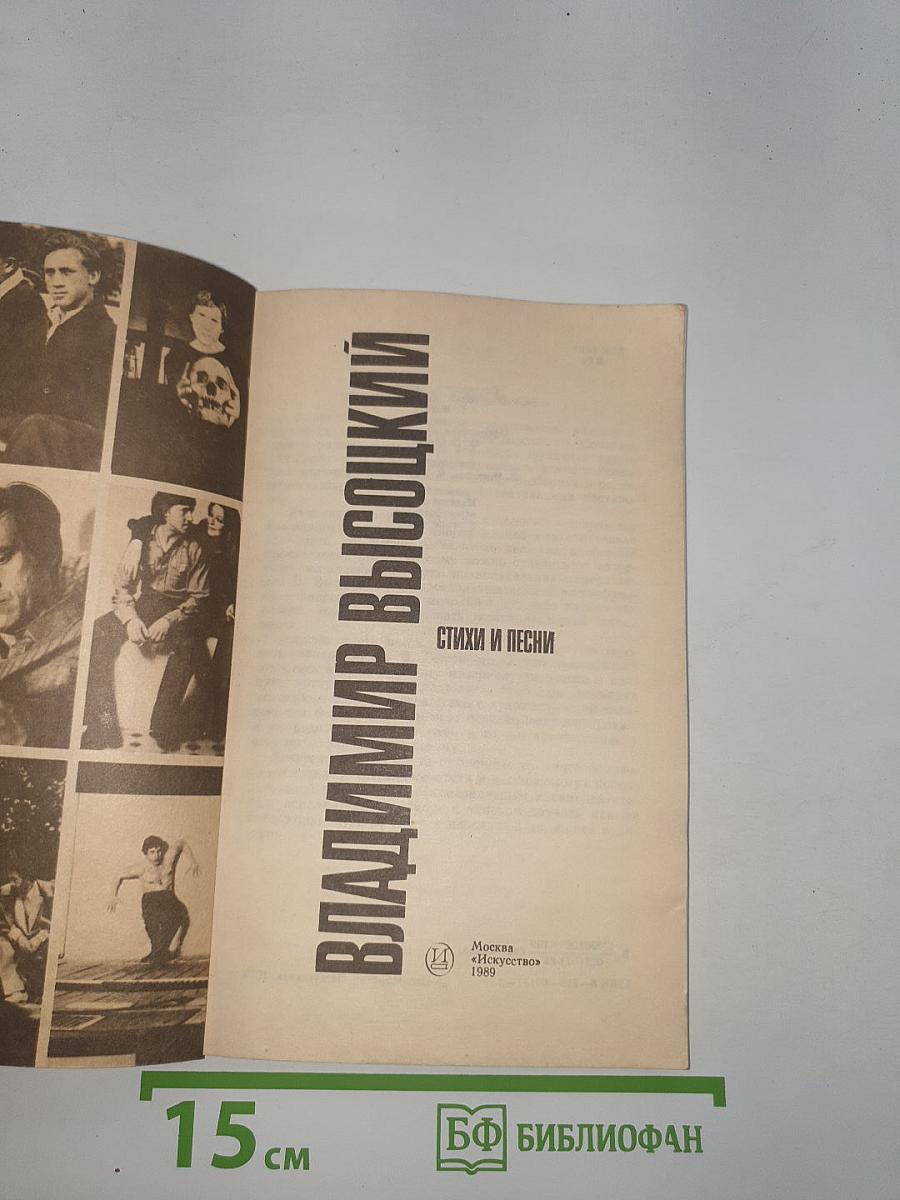 ВЛАДИМИР ВЫСОЦКИЙ
СТИХИ И ПЕСНИ
И
Москва
«Искусство»
1989
15 см
БФ БИБЛИОФАН